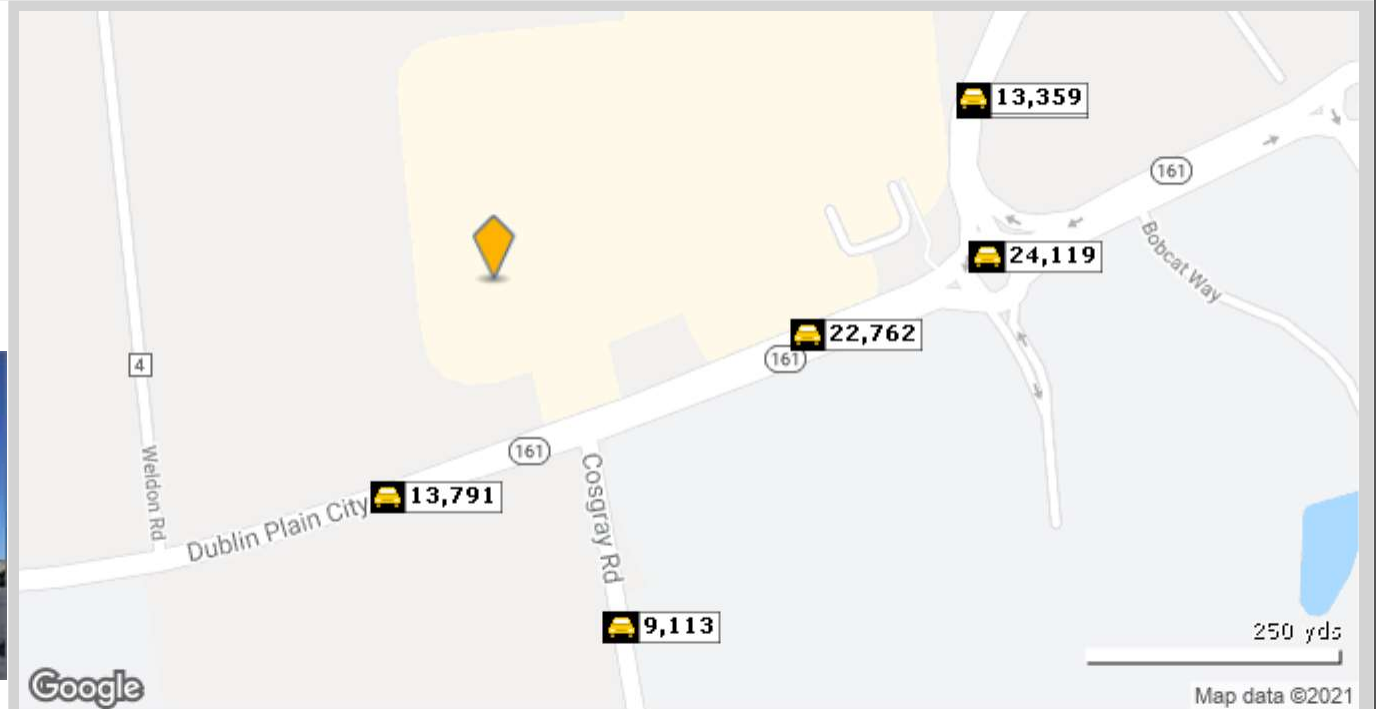 13,359
161
24,119
Bobcat Way
22,762
161
4
161
Weldon Rd
Cosgray Rd
13,791
Dublin Plain City
9,113
250 yds
Google
Map data ©2021